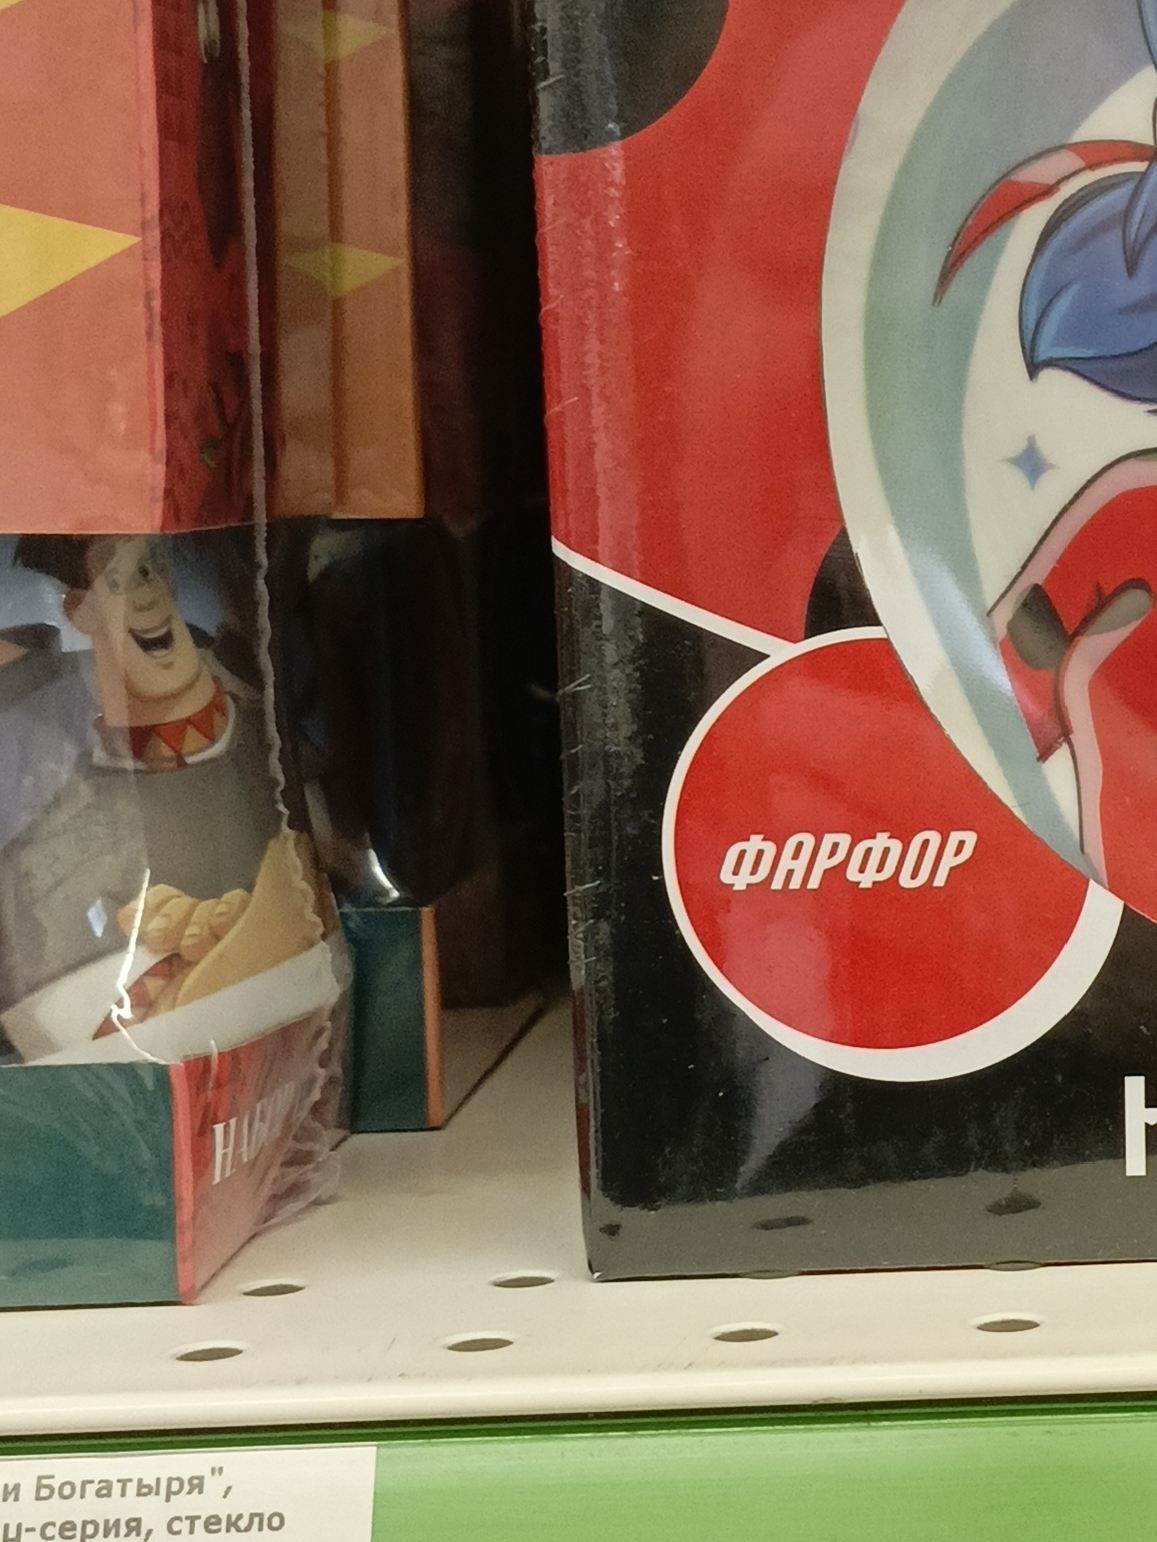 ФАРФОР
НАБОР
и Богатыря",
ц-серия, стекло